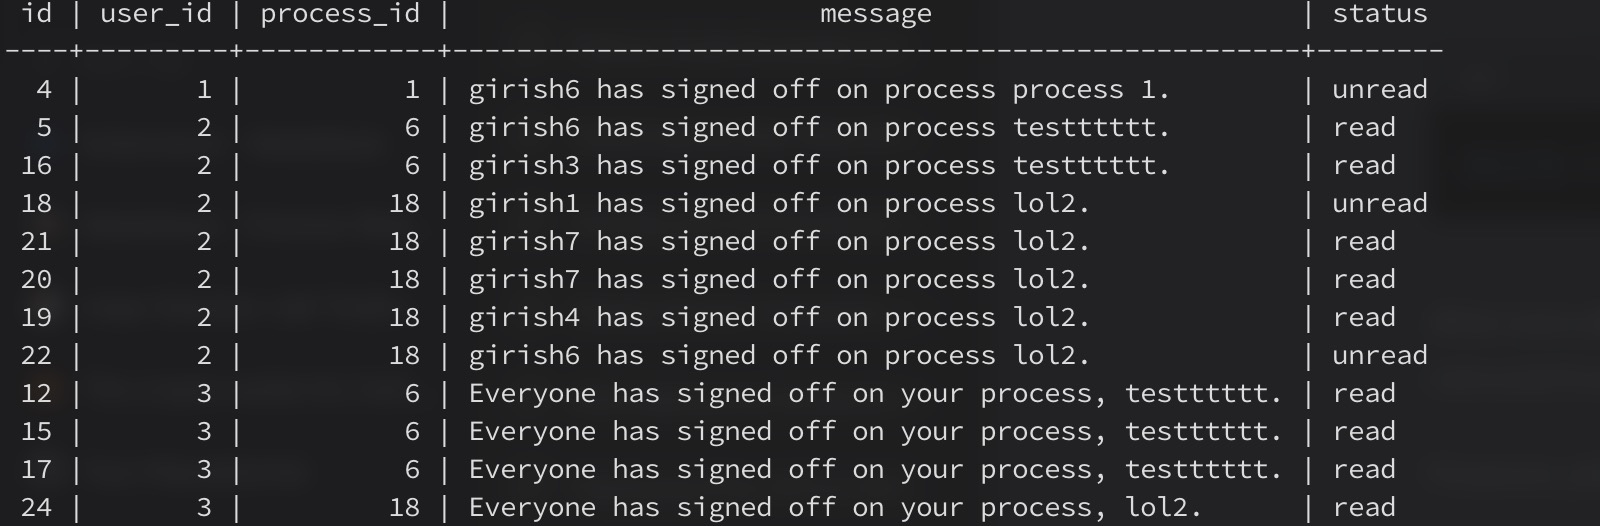 id | user_id | process_id | message | status
----+---------+------------+-----------------------------------------------------+--------
4 | 1 | 1 | girish6 has signed off on process process 1. | unread
5 | 2 | 6 | girish6 has signed off on process testttttt. | read
16 | 2 | 6 | girish3 has signed off on process testttttt. | read
18 | 2 | 18 | girish1 has signed off on process lol2. | unread
21 | 2 | 18 | girish7 has signed off on process lol2. | read
20 | 2 | 18 | girish7 has signed off on process lol2. | read
19 | 2 | 18 | girish4 has signed off on process lol2. | read
22 | 2 | 18 | girish6 has signed off on process lol2. | unread
12 | 3 | 6 | Everyone has signed off on your process, testttttt. | read
15 | 3 | 6 | Everyone has signed off on your process, testttttt. | read
17 | 3 | 6 | Everyone has signed off on your process, testttttt. | read
24 | 3 | 18 | Everyone has signed off on your process, lol2. | read